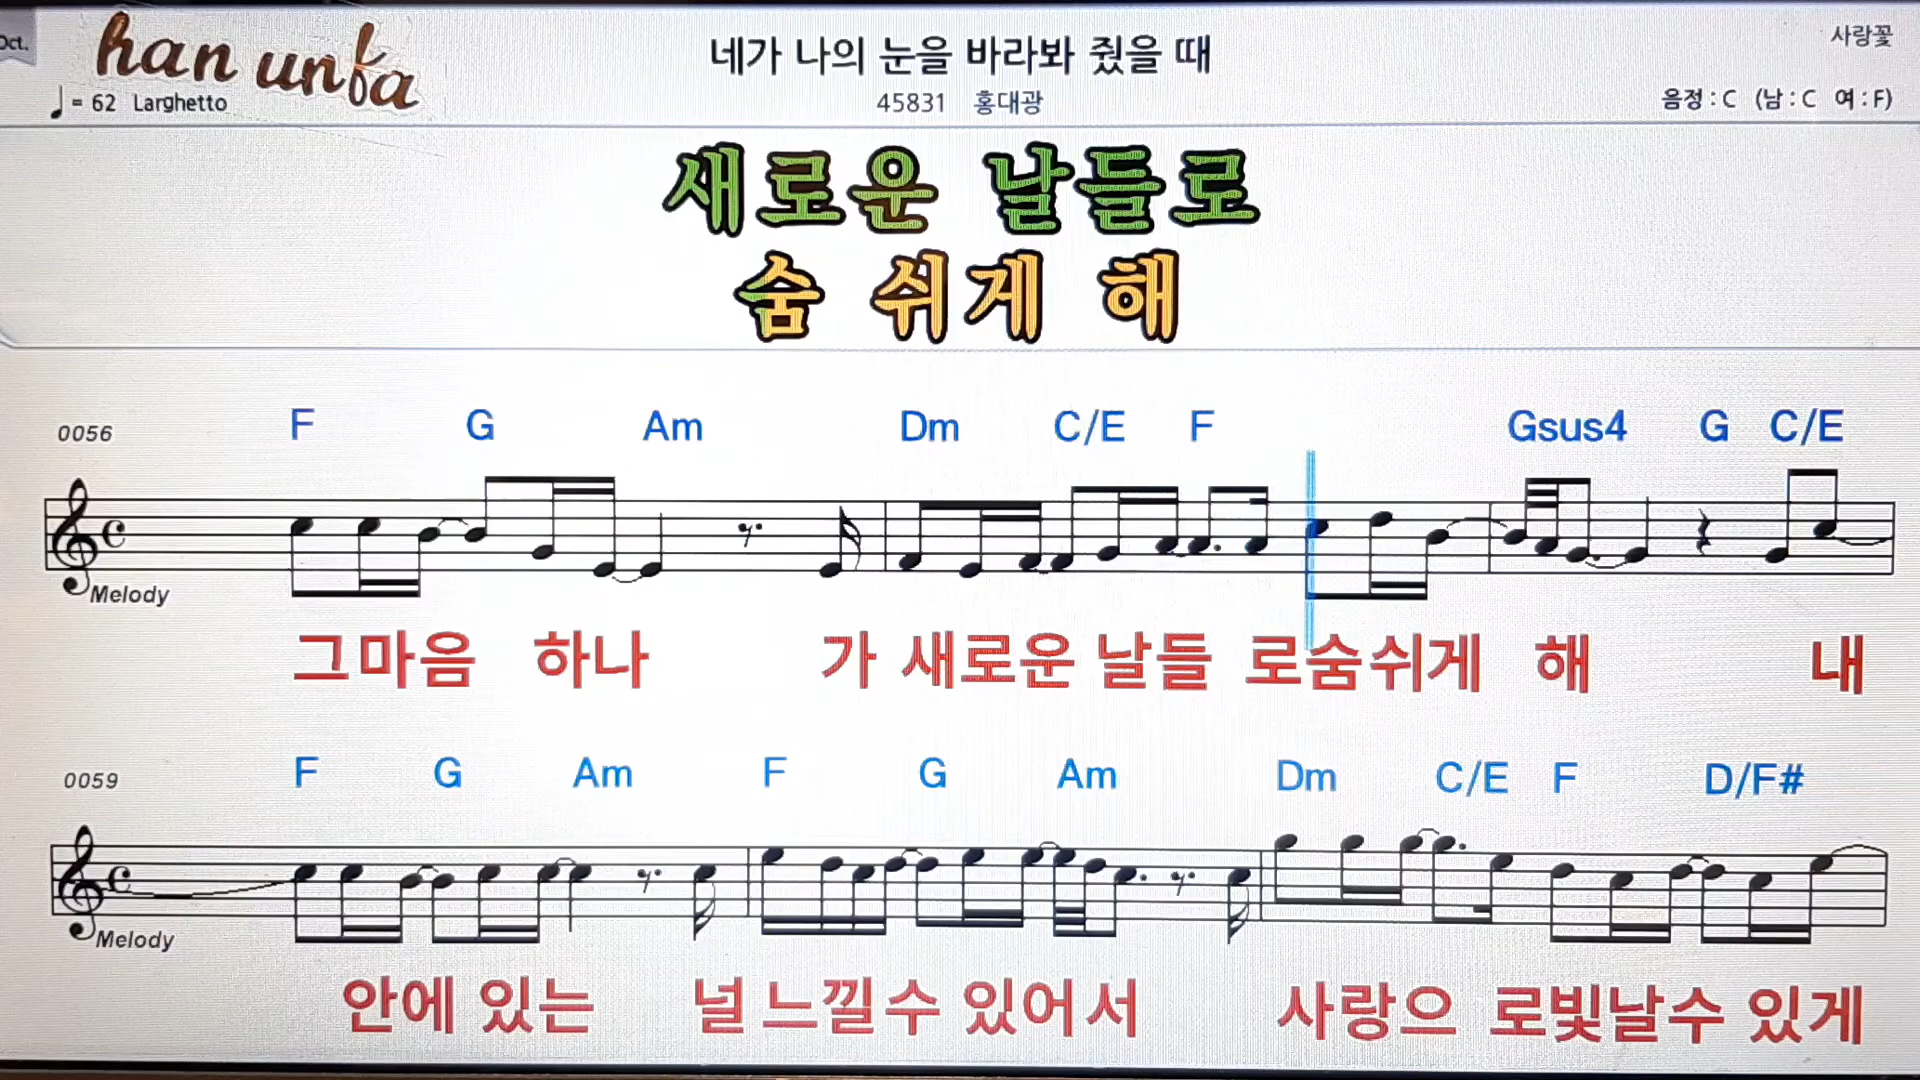 Oct.
han unfa
네가 나의 눈을 바라봐 줬을 때
사랑꽃
♩ = 62 Larghetto
45831 홍대광
음정 : C (남 : C 여 : F)
새로운 날들로
숨 쉬게 해
0056 F G Am Dm C/E F Gsus4 G C/E
Melody
그마음 하나 가 새로운 날들 로숨쉬게 해 내
0059 F G Am F G Am Dm C/E F D/F#
Melody
안에 있는 널 느낄수 있어서 사랑으 로빛날수 있게